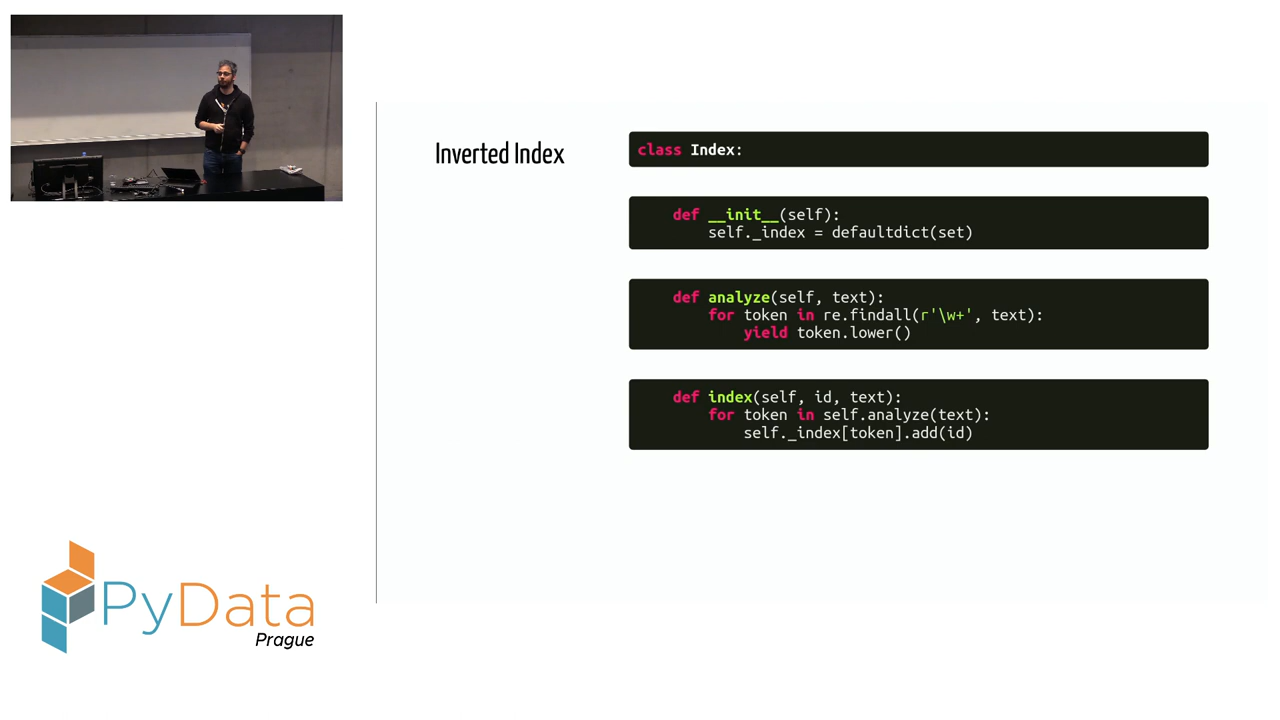 Inverted Index
class Index:
    def __init__(self):
        self._index = defaultdict(set)
    def analyze(self, text):
        for token in re.findall(r'\w+', text):
            yield token.lower()
    def index(self, id, text):
        for token in self.analyze(text):
            self._index[token].add(id)
PyData
Prague